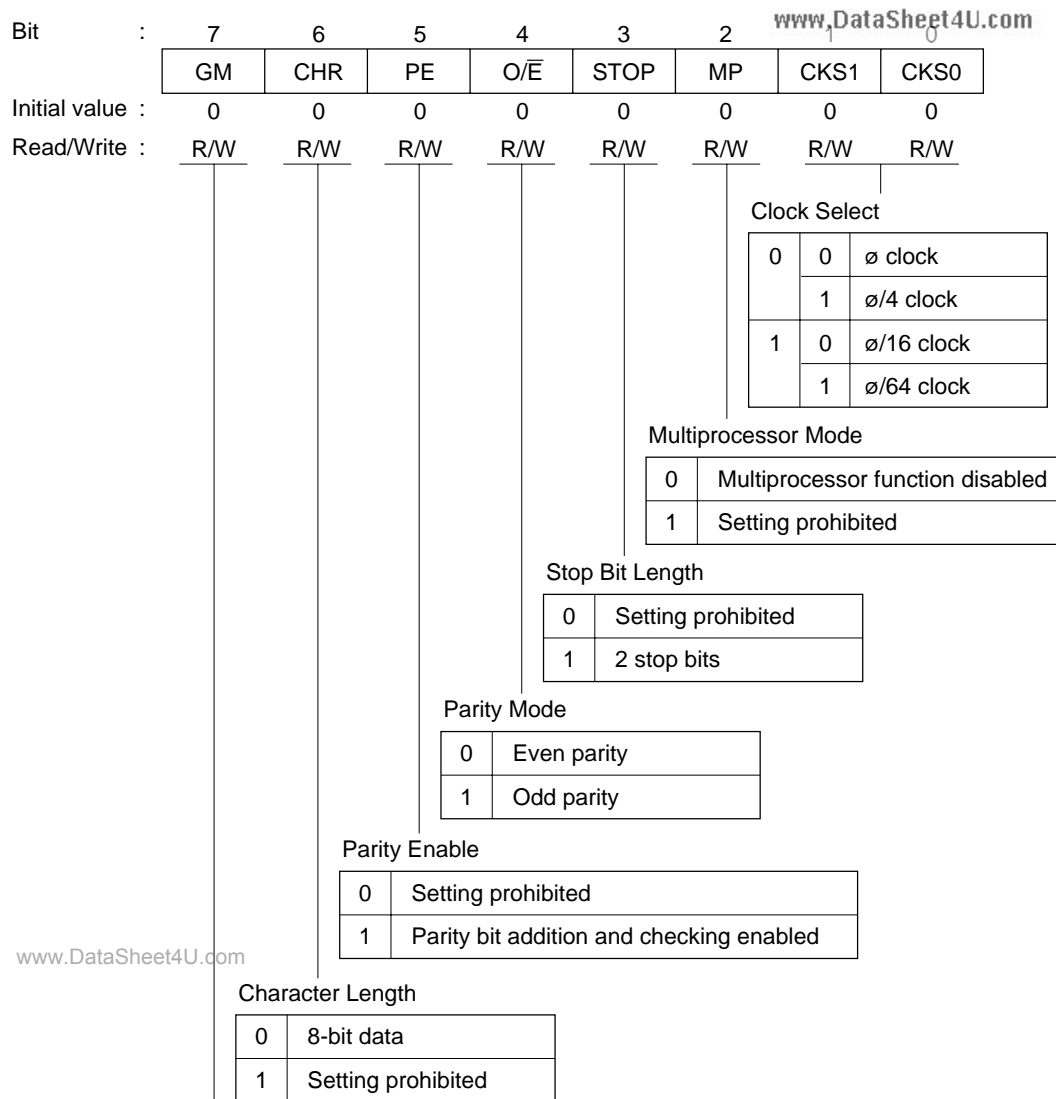 www.DataSheet4U.com
Bit : 7 6 5 4 3 2 1 0
GM CHR PE O/E̅ STOP MP CKS1 CKS0
Initial value : 0 0 0 0 0 0 0 0
Read/Write : R/W R/W R/W R/W R/W R/W R/W R/W
Clock Select
0 0 ø clock
1 ø/4 clock
1 0 ø/16 clock
1 ø/64 clock
Multiprocessor Mode
0 Multiprocessor function disabled
1 Setting prohibited
Stop Bit Length
0 Setting prohibited
1 2 stop bits
Parity Mode
0 Even parity
1 Odd parity
Parity Enable
0 Setting prohibited
1 Parity bit addition and checking enabled
www.DataSheet4U.com
Character Length
0 8-bit data
1 Setting prohibited